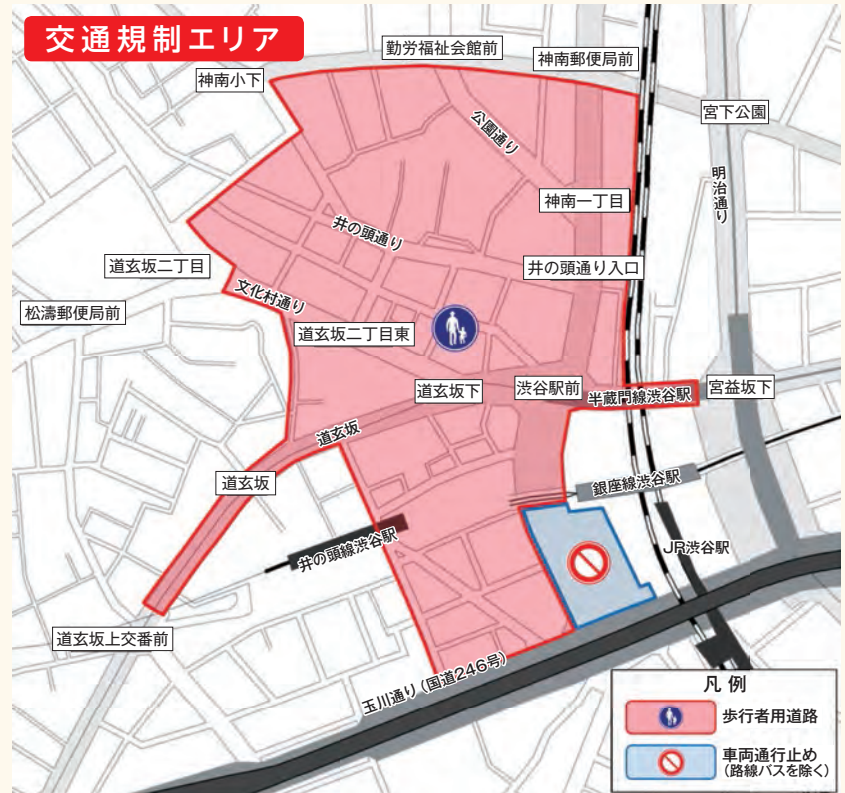 交通規制エリア
勤労福祉会館前
神南郵便局前
神南小下
宮下公園
公園通り
明治通り
神南一丁目
井の頭通り
井の頭通り入口
道玄坂二丁目
文化村通り
松濤郵便局前
道玄坂二丁目東
道玄坂下
渋谷駅前
宮益坂下
半蔵門線渋谷駅
道玄坂
道玄坂
銀座線渋谷駅
井の頭線渋谷駅
JR渋谷駅
道玄坂上交番前
玉川通り(国道246号)
凡例
歩行者用道路
車両通行止め
(路線バスを除く)